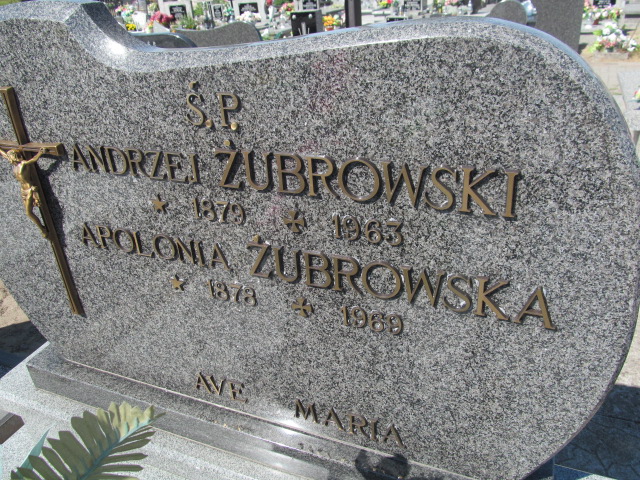 Ś.P.
ANDRZEJ ŻUBROWSKI
1879 1963
APOLONIA ŻUBROWSKA
1878 1969
AVE MARIA